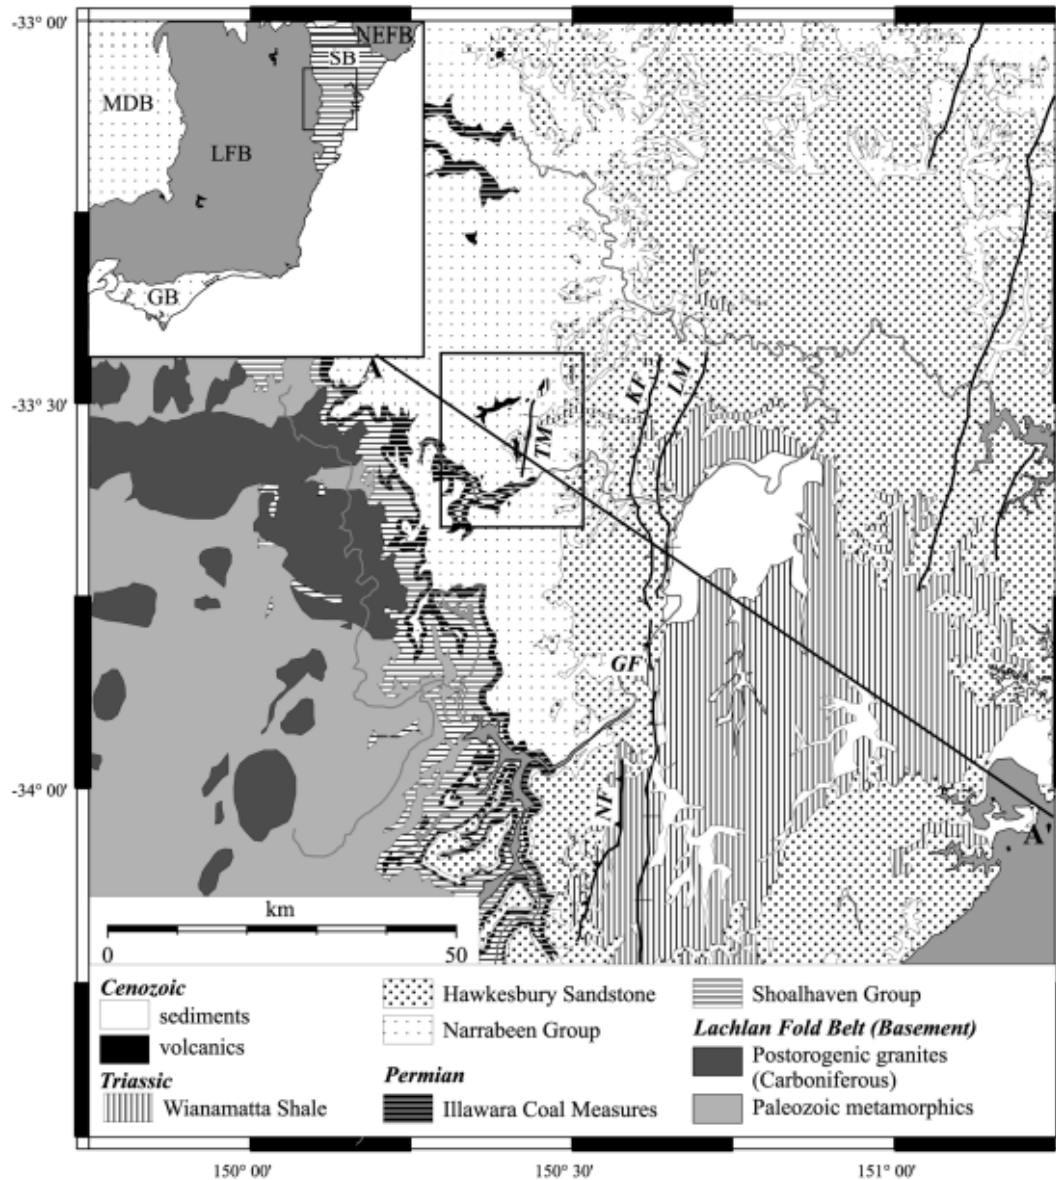 -33° 00'
NEFB
SB
MDB
LFB
GB
A
-33° 30'
KF
LM
TM
GF
-34° 00'
NF
A'
km
0
50
Cenozoic
sediments
volcanics
Triassic
Wianamatta Shale
Hawkesbury Sandstone
Narrabeen Group
Permian
Illawara Coal Measures
Shoalhaven Group
Lachlan Fold Belt (Basement)
Postorogenic granites
(Carboniferous)
Paleozoic metamorphics
150° 00'
150° 30'
151° 00'